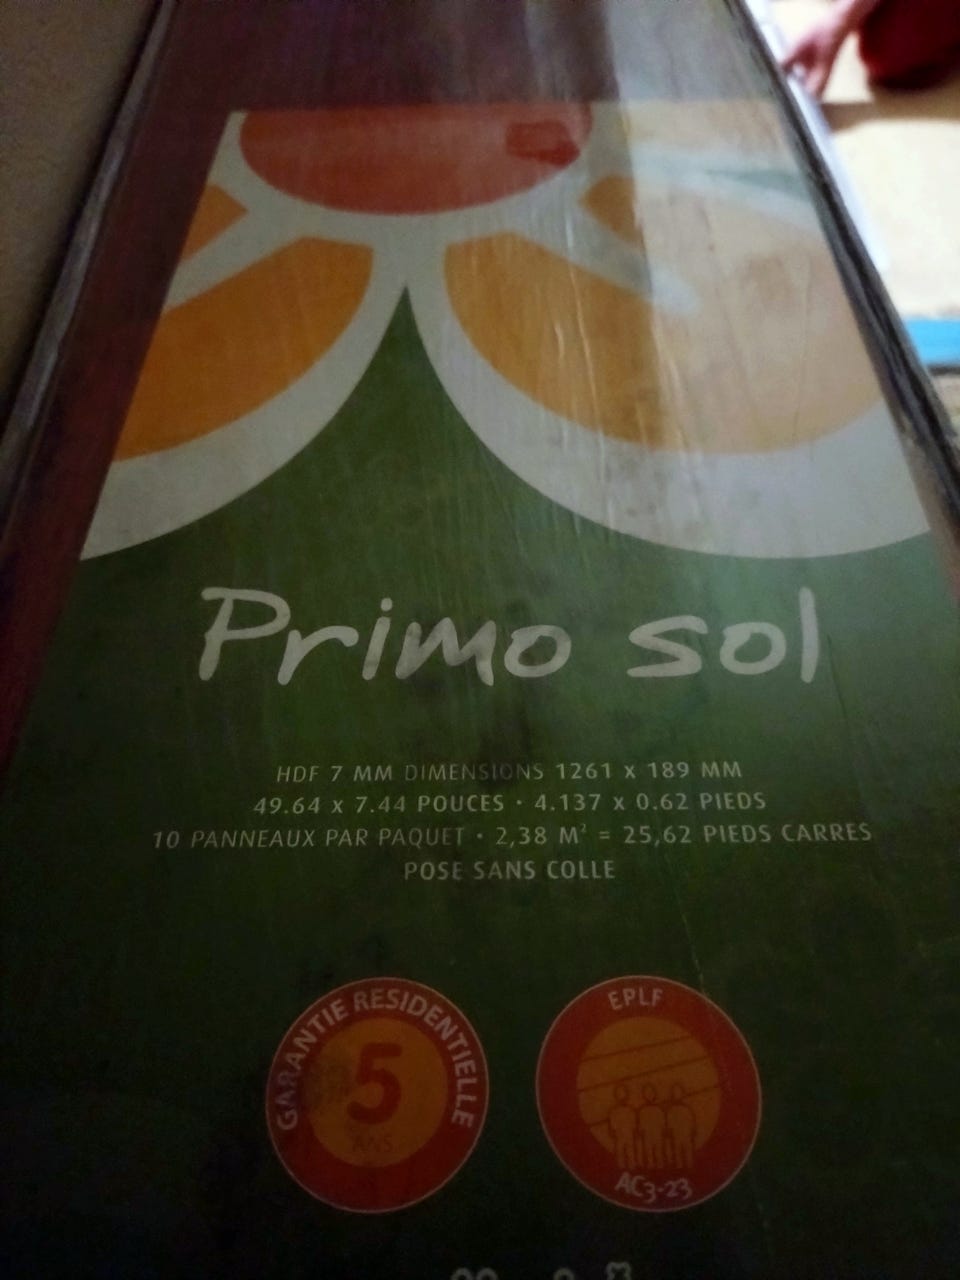 Primo sol
HDF 7 MM DIMENSIONS 1261 x 189 MM
49.64 x 7.44 POUCES · 4.137 x 0.62 PIEDS
10 PANNEAUX PAR PAQUET · 2,38 M² = 25,62 PIEDS CARRES
POSE SANS COLLE
GARANTIE RESIDENTIELLE
5
ANS
EPLF
AC3-23